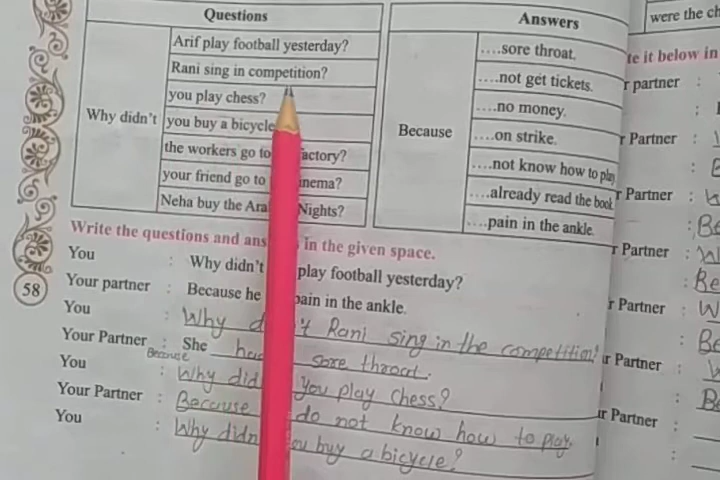 Questions
Answers
were the ch
Why didn't
Arif play football yesterday?
Rani sing in competition?
you play chess?
you buy a bicycle
the workers go to actory?
your friend go to inema?
Neha buy the Ara Nights?
Because
....sore throat.
....not get tickets.
....no money.
....on strike.
....not know how to play
....already read the book
....pain in the ankle.
Write the questions and ans in the given space.
You : Why didn't play football yesterday?
Your partner : Because he pain in the ankle.
You : Why d 't Rani sing in the competition?
Your Partner : She had sore throat.
Because
You : Why did you play chess?
Your Partner : Because do not know how to play.
You : Why didn ou buy a bicycle?
58
te it below in
r partner :
r Partner :
r Partner :
Be
r Partner :
Be
r Partner : W
Be
ur Partner :
Be
ur Partner :